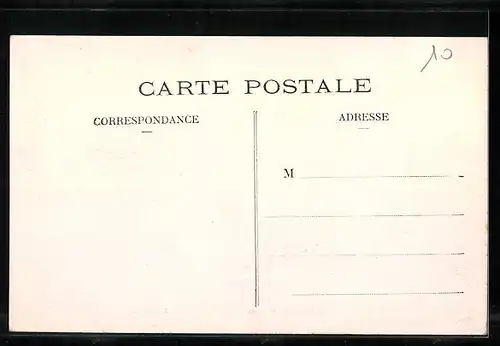 10
CARTE POSTALE
CORRESPONDANCE
ADRESSE
M